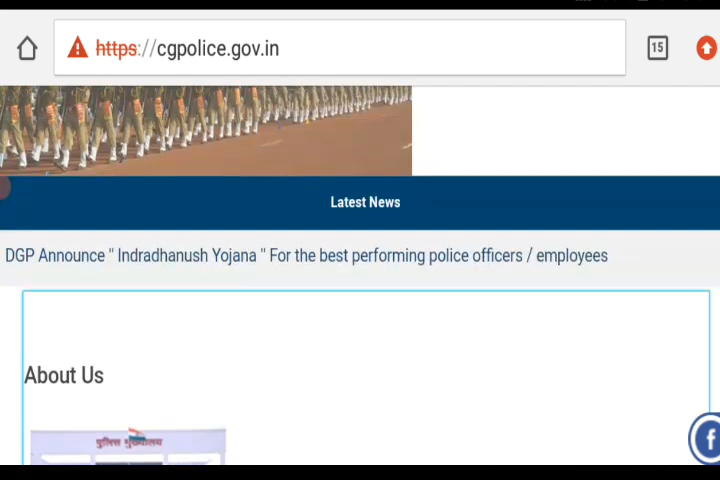 https://cgpolice.gov.in
15
Latest News
DGP Announce " Indradhanush Yojana " For the best performing police officers / employees
About Us
पुलिस मुख्यालय
f